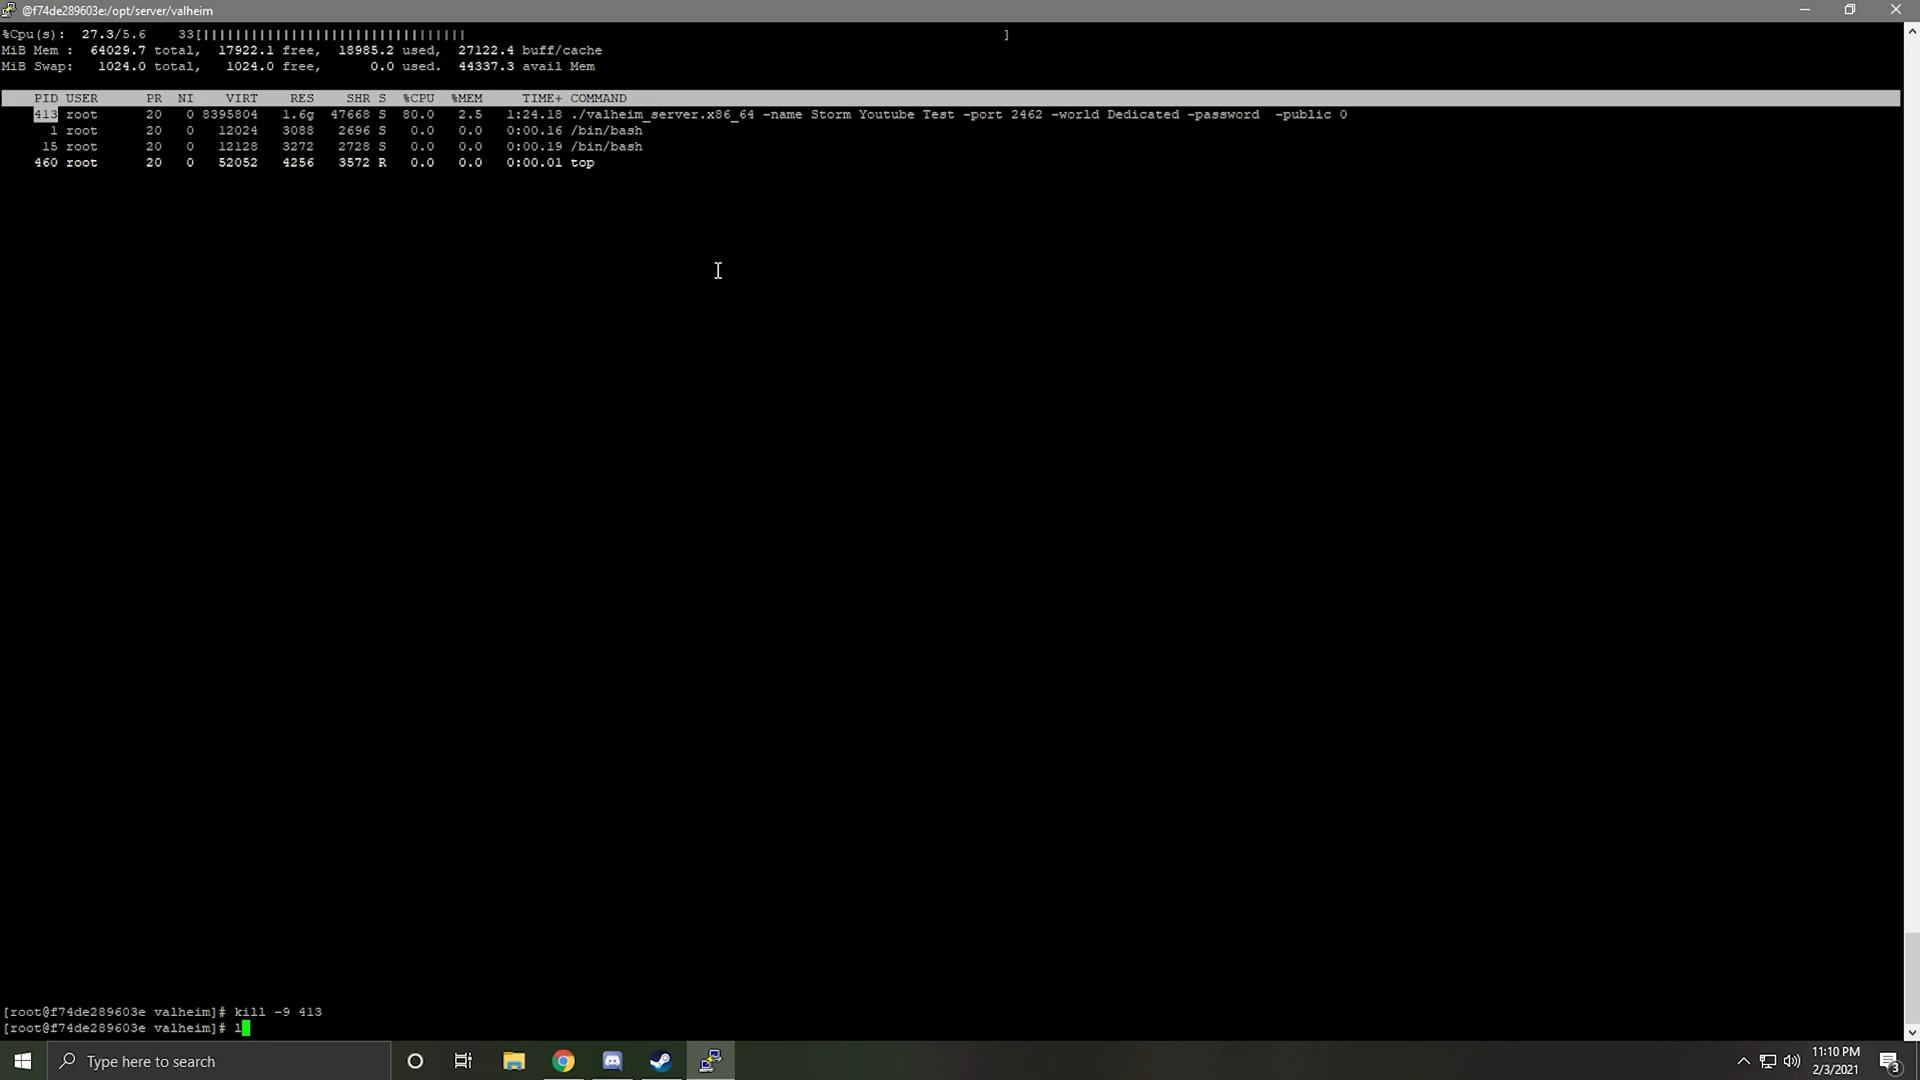 @f74de289603e:/opt/server/valheim
%Cpu(s):  27.3/5.6    33[||||||||||||||||||||||||||||||||| ]
MiB Mem :  64029.7 total,  17922.1 free,  18985.2 used,  27122.4 buff/cache
MiB Swap:   1024.0 total,   1024.0 free,      0.0 used.  44337.3 avail Mem
PID USER      PR  NI    VIRT    RES    SHR S  %CPU  %MEM     TIME+ COMMAND
413 root      20   0 8395804   1.6g  47668 S  80.0   2.5   1:24.18 ./valheim_server.x86_64 -name Storm Youtube Test -port 2462 -world Dedicated -password  -public 0
1 root      20   0   12024   3088   2696 S   0.0   0.0   0:00.16 /bin/bash
15 root      20   0   12128   3272   2728 S   0.0   0.0   0:00.19 /bin/bash
460 root      20   0   52052   4256   3572 R   0.0   0.0   0:00.01 top
[root@f74de289603e valheim]# kill -9 413
[root@f74de289603e valheim]# l
Type here to search
11:10 PM
2/3/2021
3